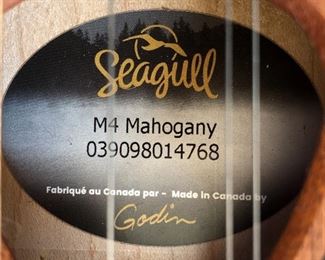 Seagull
M4 Mahogany
039098014768
Fabriqué au Canada par - Made in Canada by
Godin